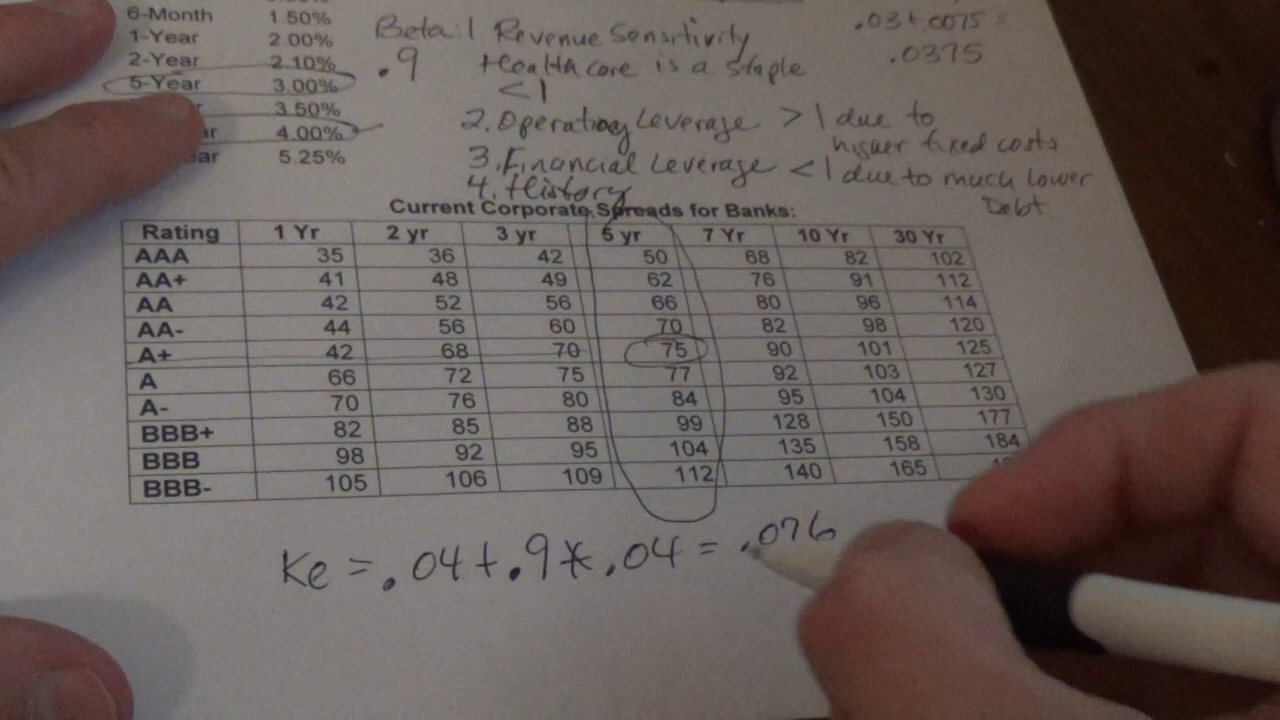 6-Month 1.50%
1-Year 2.00%
2-Year 2.10%
5-Year 3.00%
3.50%
4.00%
5.25%
.03+.0075 =
.0375
Beta: 1 Revenue Sensitivity
.9 Healthcare is a staple
<1
2. Operating Leverage >1 due to
higher fixed costs
3. Financial Leverage <1 due to much lower
Debt
4. History
Current Corporate Spreads for Banks:
Rating 1 Yr 2 yr 3 yr 5 yr 7 Yr 10 Yr 30 Yr
AAA 35 36 42 50 68 82 102
AA+ 41 48 49 62 76 91 112
AA 42 52 56 66 80 96 114
AA- 44 56 60 70 82 98 120
A+ 42 68 70 75 90 101 125
A 66 72 75 77 92 103 127
A- 70 76 80 84 95 104 130
BBB+ 82 85 88 99 128 150 177
BBB 98 92 95 104 135 158 184
BBB- 105 106 109 112 140 165
Ke = .04 + .9 * .04 = .076